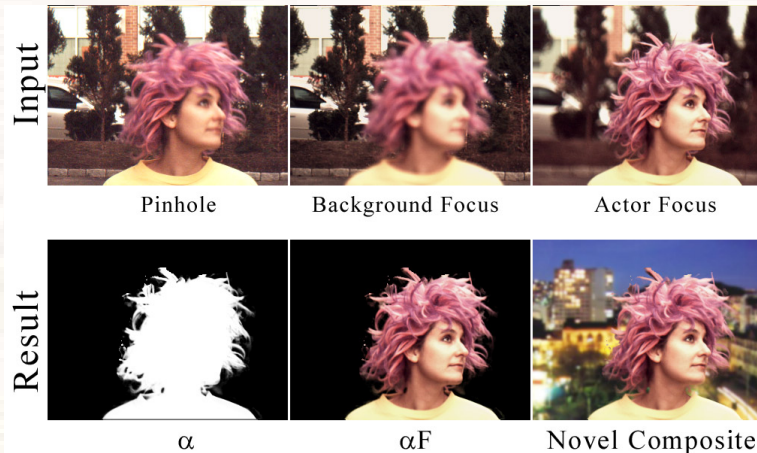 Input
Pinhole
Background Focus
Actor Focus
Result
α
αF
Novel Composite